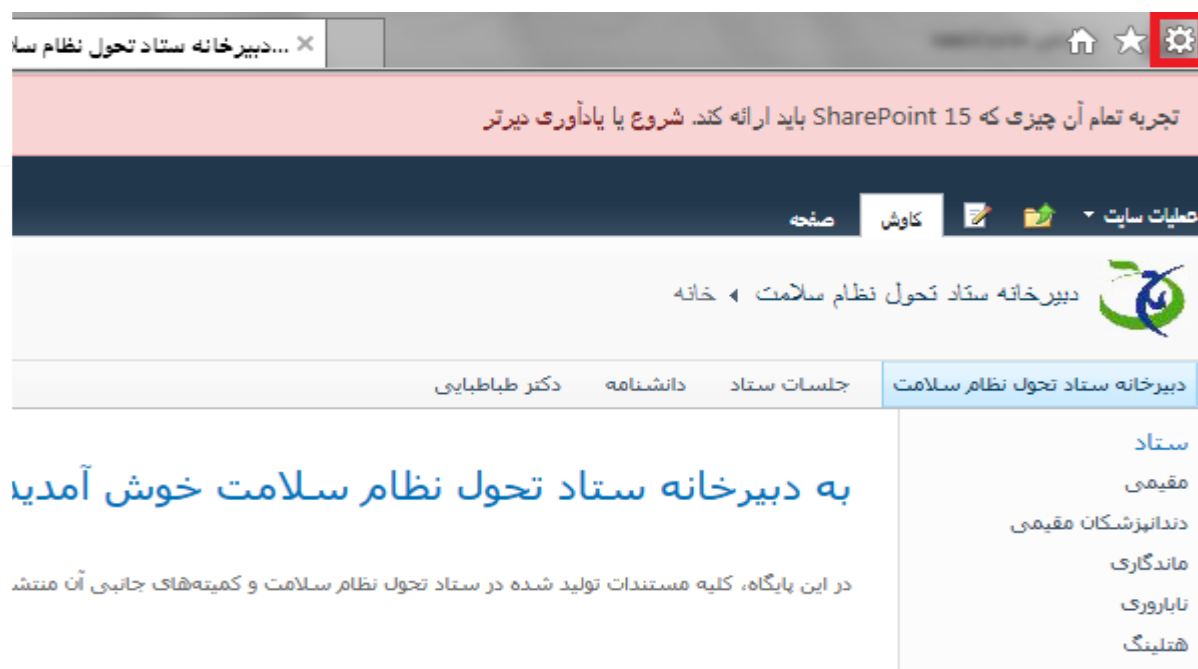 دبیرخانه ستاد تحول نظام سلا...
تجربه تمام آن چیزی که SharePoint 15 باید ارائه کند. شروع یا یادآوری دیرتر
عملیات سایت
کاوش
صفحه
دبیرخانه ستاد تحول نظام سلامت
خانه
دبیرخانه ستاد تحول نظام سلامت
جلسات ستاد
دانشنامه
دکتر طباطبایی
ستاد
مقیمی
دندانپزشکان مقیمی
ماندگاری
ناباروری
هتلینگ
به دبیرخانه ستاد تحول نظام سلامت خوش آمدید
در این پایگاه، کلیه مستندات تولید شده در ستاد تحول نظام سلامت و کمیته‌های جانبی آن منتش